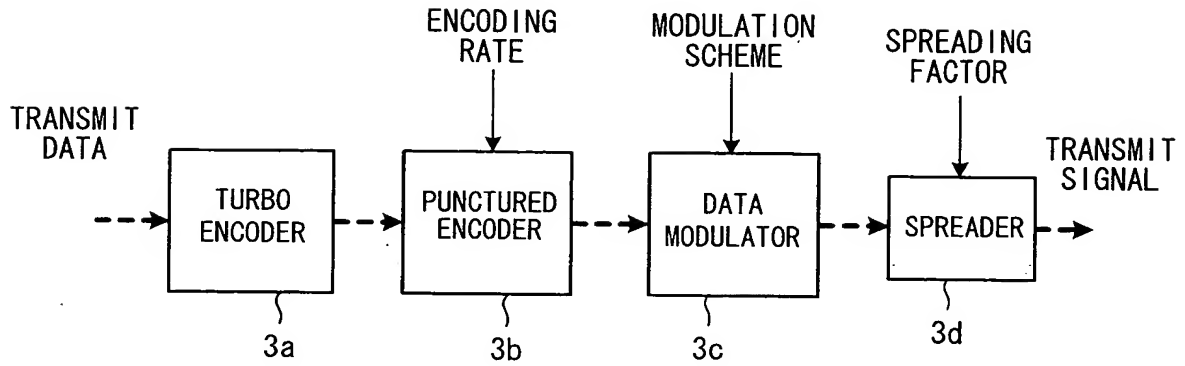 ENCODING
RATE
MODULATION
SCHEME
SPREADING
FACTOR
TRANSMIT
DATA
TRANSMIT
SIGNAL
TURBO
ENCODER
PUNCTURED
ENCODER
DATA
MODULATOR
SPREADER
3a
3b
3c
3d